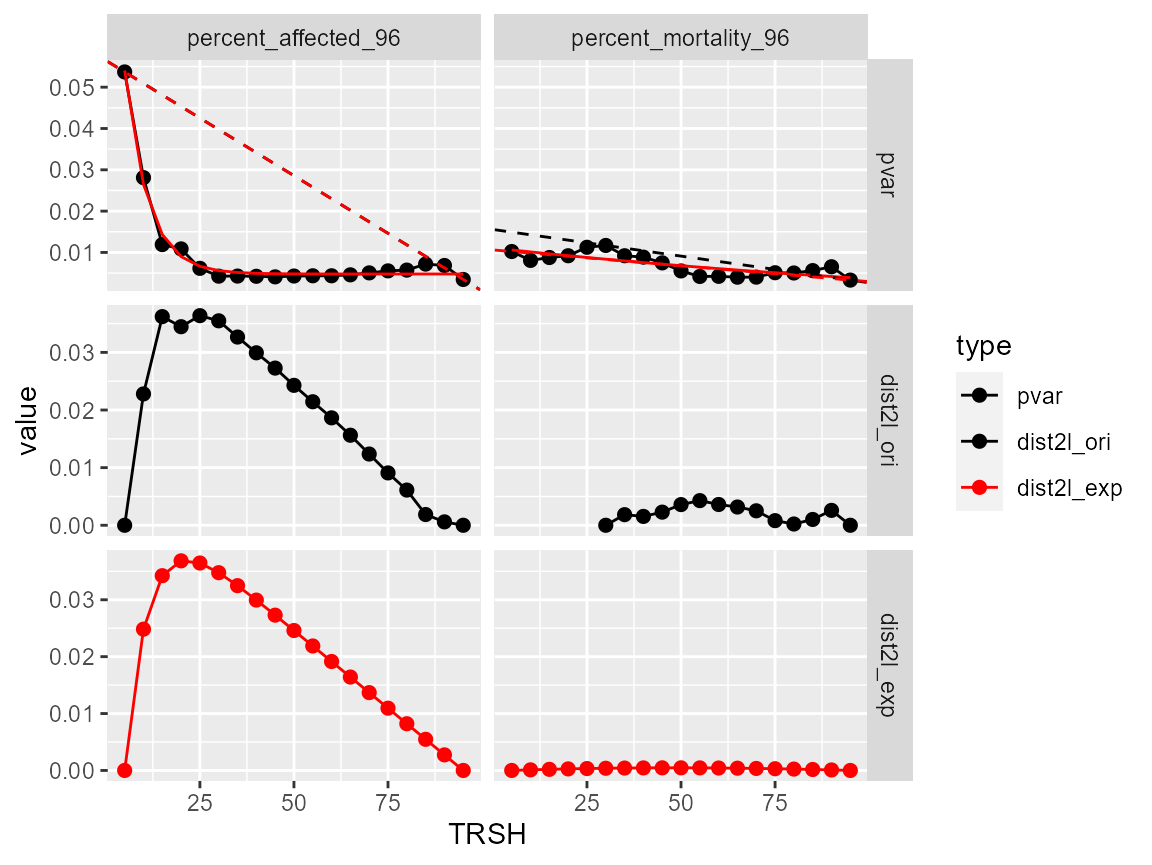 percent_affected_96 percent_mortality_96
0.05
0.04
0.03
0.02
0.01
pvar
0.03
0.02
0.01
0.00
dist2l_ori
0.03
0.02
0.01
0.00
dist2l_exp
25 50 75 25 50 75
TRSH
value
type
pvar
dist2l_ori
dist2l_exp